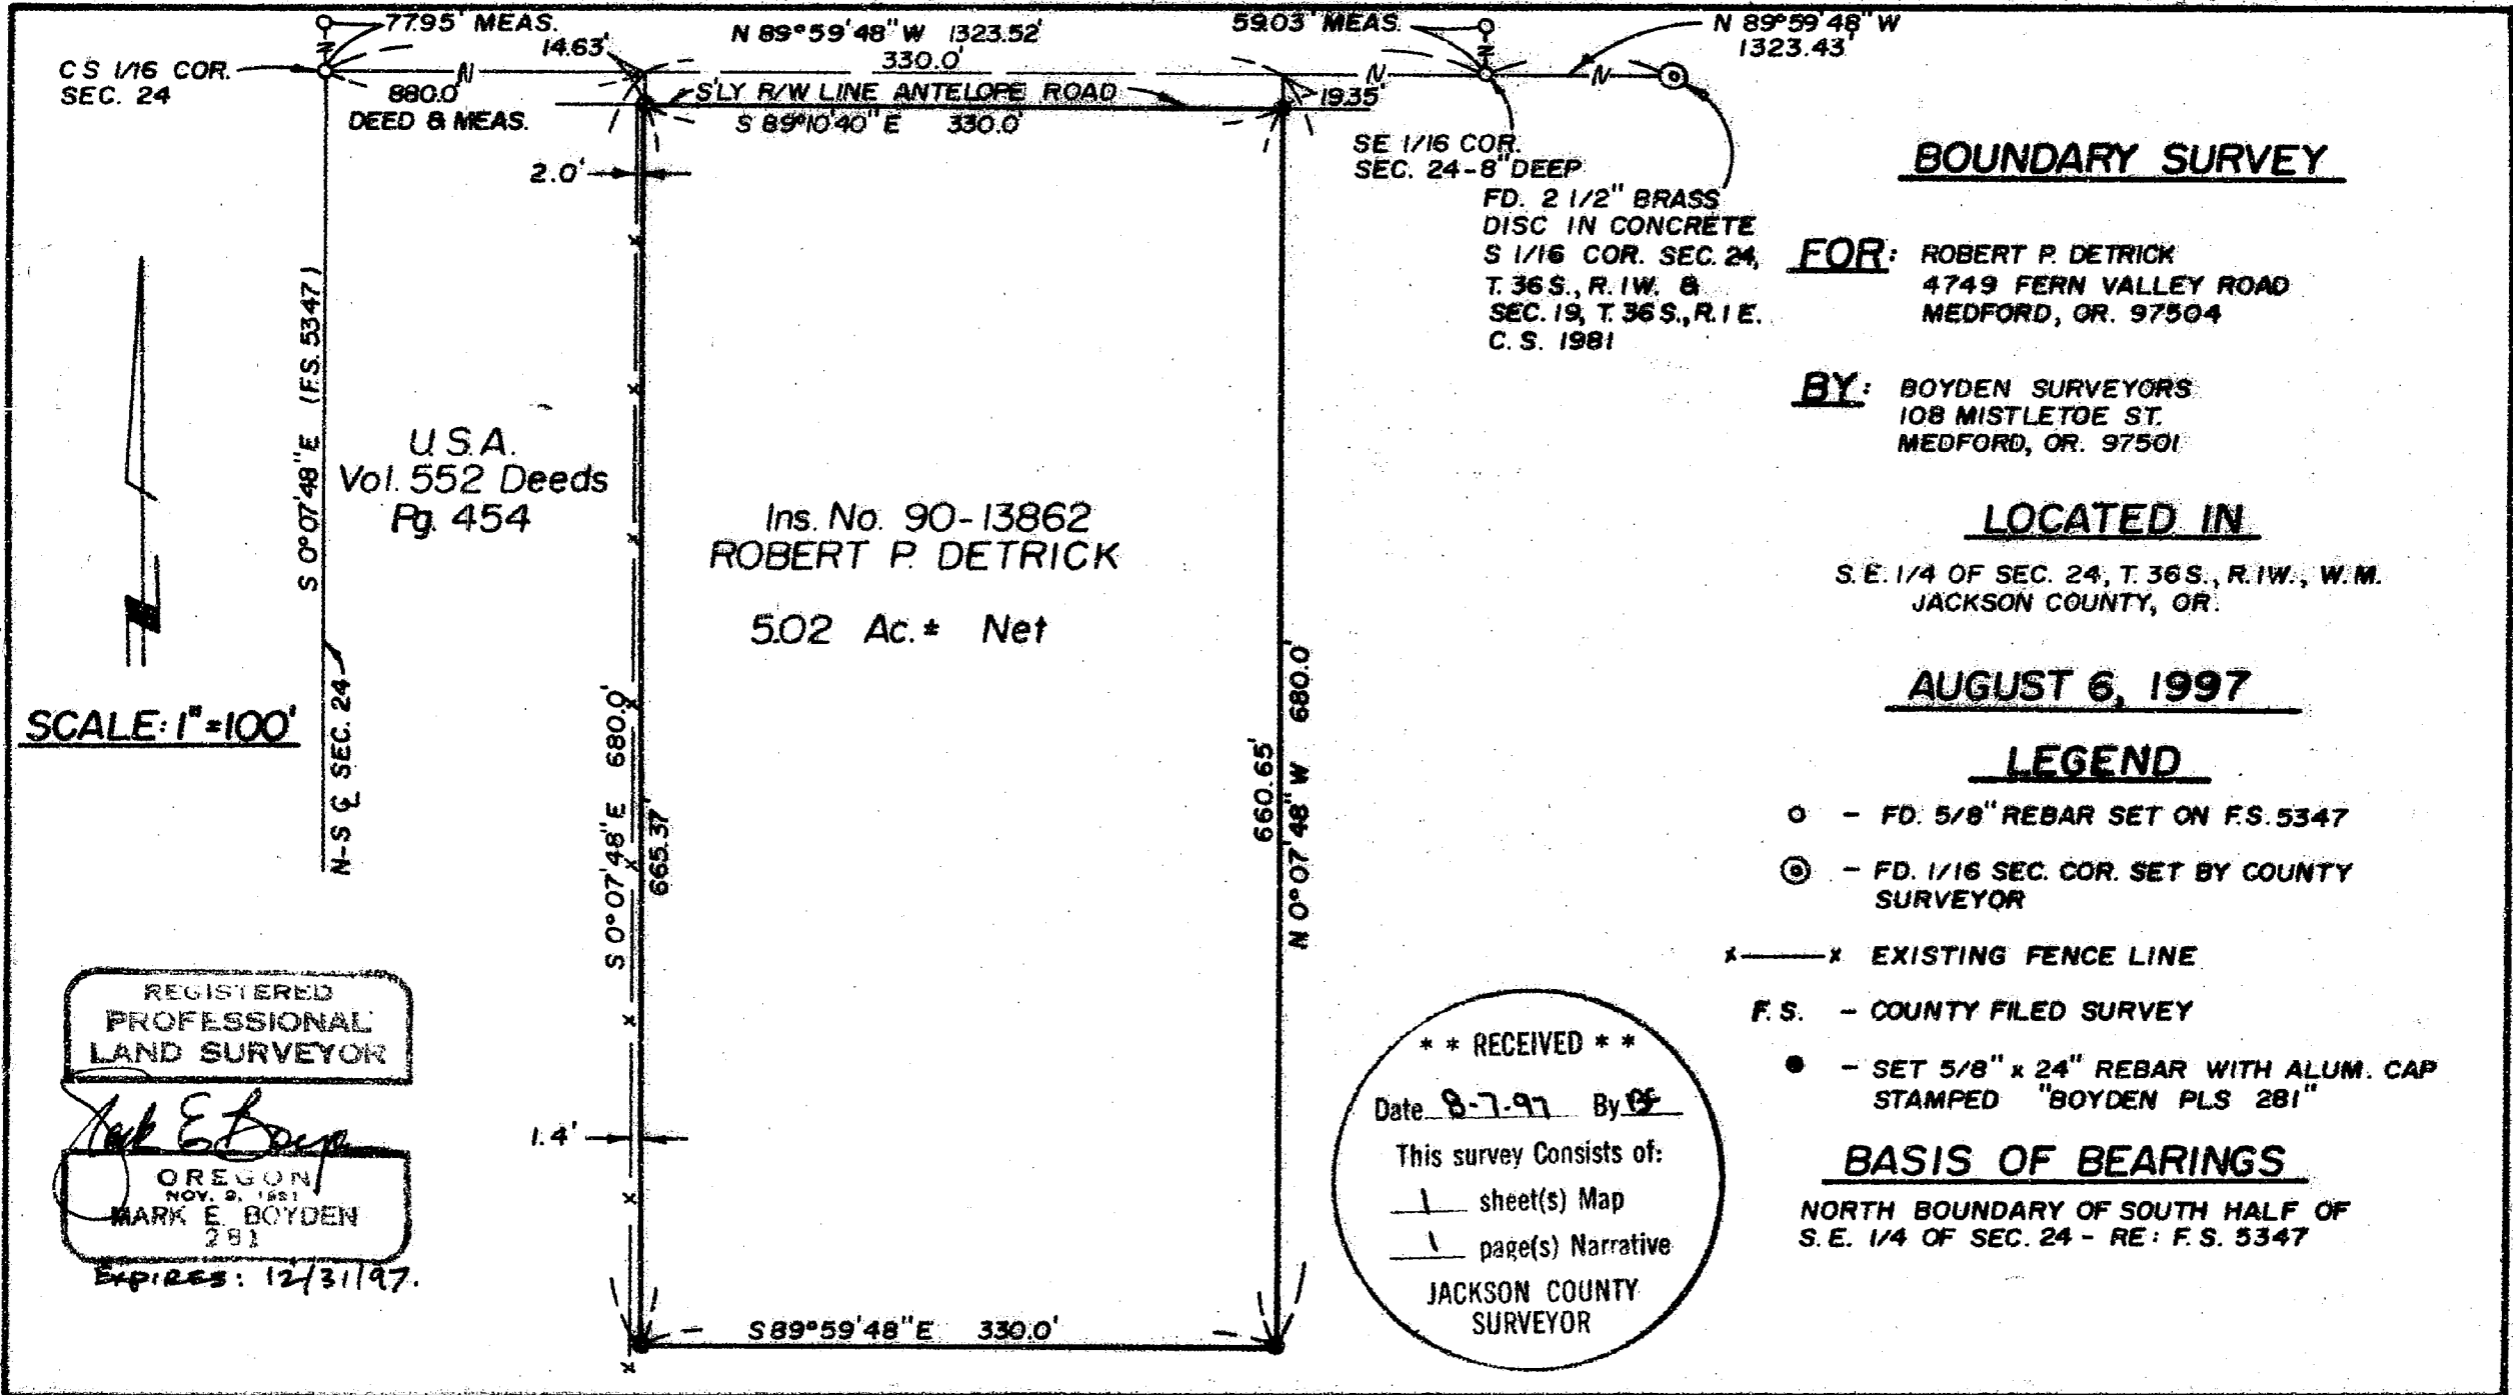 77.95' MEAS.
14.63'
N 89°59'48" W 1323.52'
330.0'
59.03' MEAS.
N 89°59'48" W
1323.43'
CS 1/16 COR.
SEC. 24
880.0'
DEED & MEAS.
S'LY R/W LINE ANTELOPE ROAD
S 89°10'40" E 330.0'
19.35'
2.0'
SE 1/16 COR.
SEC. 24-8" DEEP
FD. 2 1/2" BRASS
DISC IN CONCRETE
S 1/16 COR. SEC. 24,
T. 36 S., R. 1W. &
SEC. 19, T. 36 S., R. 1 E.
C. S. 1981
S 0°07'48" E (F.S. 5347)
N-S ℄ SEC. 24
U.S.A.
Vol. 552 Deeds
Pg. 454
SCALE: 1"=100'
Ins. No. 90-13862
ROBERT P. DETRICK
5.02 Ac.± Net
S 0°07'48" E 680.0'
665.37'
660.65'
N 0°07'48" W 680.0'
1.4'
S 89°59'48" E 330.0'
REGISTERED
PROFESSIONAL
LAND SURVEYOR
OREGON
NOV. 9, 1951
MARK E. BOYDEN
281
EXPIRES: 12/31/97.
* * RECEIVED * *
Date 8-7-97 By
This survey Consists of:
1 sheet(s) Map
1 page(s) Narrative
JACKSON COUNTY
SURVEYOR
BOUNDARY SURVEY
FOR: ROBERT P. DETRICK
4749 FERN VALLEY ROAD
MEDFORD, OR. 97504
BY: BOYDEN SURVEYORS
108 MISTLETOE ST.
MEDFORD, OR. 97501
LOCATED IN
S. E. 1/4 OF SEC. 24, T. 36 S., R. 1W., W. M.
JACKSON COUNTY, OR.
AUGUST 6, 1997
LEGEND
- FD. 5/8" REBAR SET ON F.S. 5347
- FD. 1/16 SEC. COR. SET BY COUNTY
SURVEYOR
x——x EXISTING FENCE LINE
F. S. - COUNTY FILED SURVEY
- SET 5/8" x 24" REBAR WITH ALUM. CAP
STAMPED "BOYDEN PLS 281"
BASIS OF BEARINGS
NORTH BOUNDARY OF SOUTH HALF OF
S. E. 1/4 OF SEC. 24 - RE: F. S. 5347